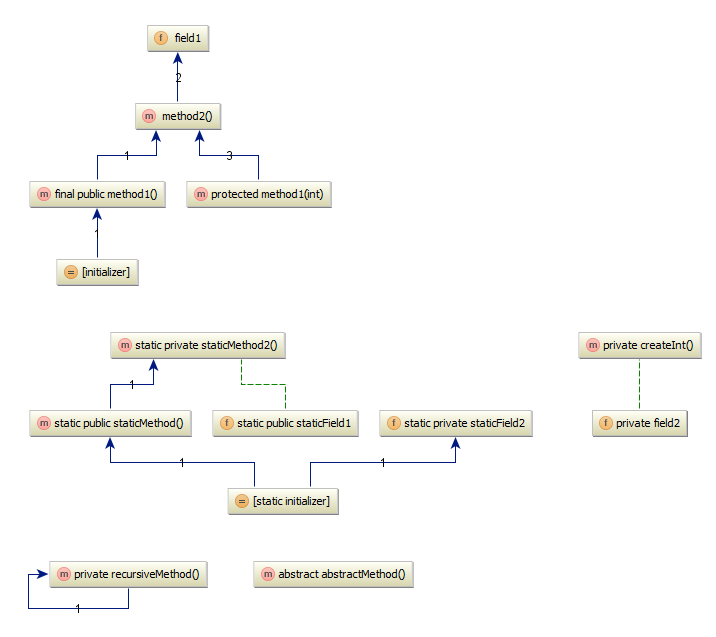 f field1
2
m method2()
1 3
m final public method1() m protected method1(int)
1
= [initializer]
m static private staticMethod2() m private createInt()
1
m static public staticMethod() f static public staticField1 f static private staticField2 f private field2
1 1
= [static initializer]
m private recursiveMethod() m abstract abstractMethod()
1